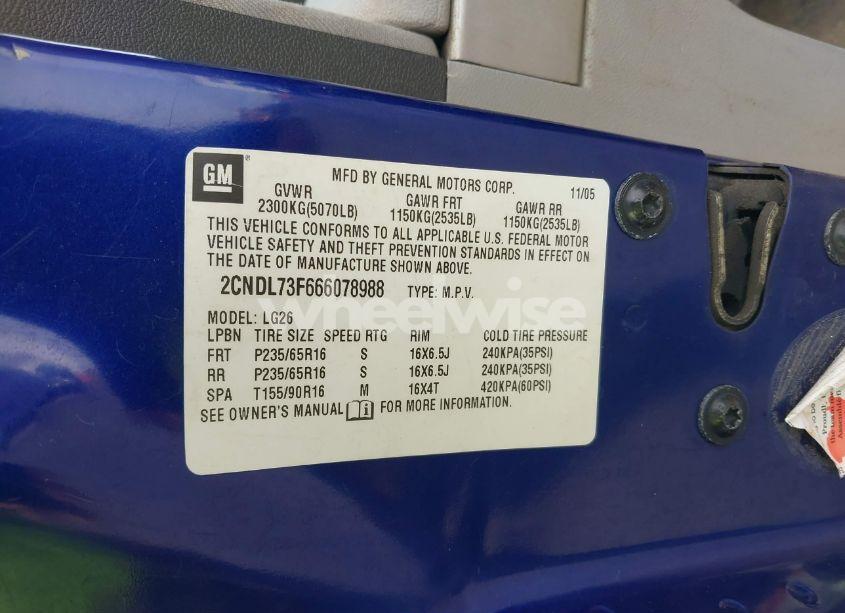 GM
MFD BY GENERAL MOTORS CORP. 11/05
GVWR GAWR FRT GAWR RR
2300KG(5070LB) 1150KG(2535LB) 1150KG(2535LB)
THIS VEHICLE CONFORMS TO ALL APPLICABLE U.S. FEDERAL MOTOR
VEHICLE SAFETY AND THEFT PREVENTION STANDARDS IN EFFECT ON
THE DATE OF MANUFACTURE SHOWN ABOVE.
2CNDL73F666078988 TYPE: M.P.V.
wheelwise
MODEL: LG26
LPBN TIRE SIZE SPEED RTG RIM COLD TIRE PRESSURE
FRT P235/65R16 S 16X6.5J 240KPA(35PSI)
RR P235/65R16 S 16X6.5J 240KPA(35PSI)
SPA T155/90R16 M 16X4T 420KPA(60PSI)
SEE OWNER'S MANUAL FOR MORE INFORMATION.
the team